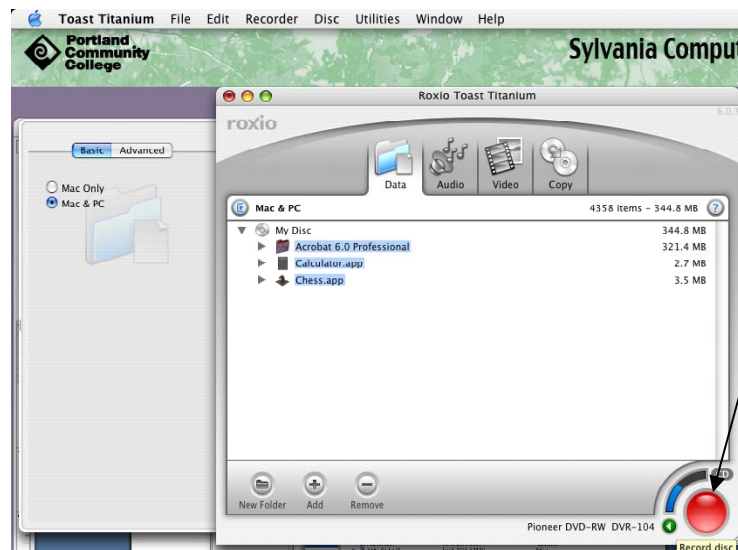 Toast Titanium File Edit Recorder Disc Utilities Window Help
Portland
Community
College
Sylvania Comput
Roxio Toast Titanium
6.0.3
roxio
Basic Advanced
Mac Only
Mac & PC
Data Audio Video Copy
Mac & PC 4358 items - 344.8 MB ?
My Disc 344.8 MB
Acrobat 6.0 Professional 321.4 MB
Calculator.app 2.7 MB
Chess.app 3.5 MB
New Folder Add Remove
Pioneer DVD-RW DVR-104
Record disc